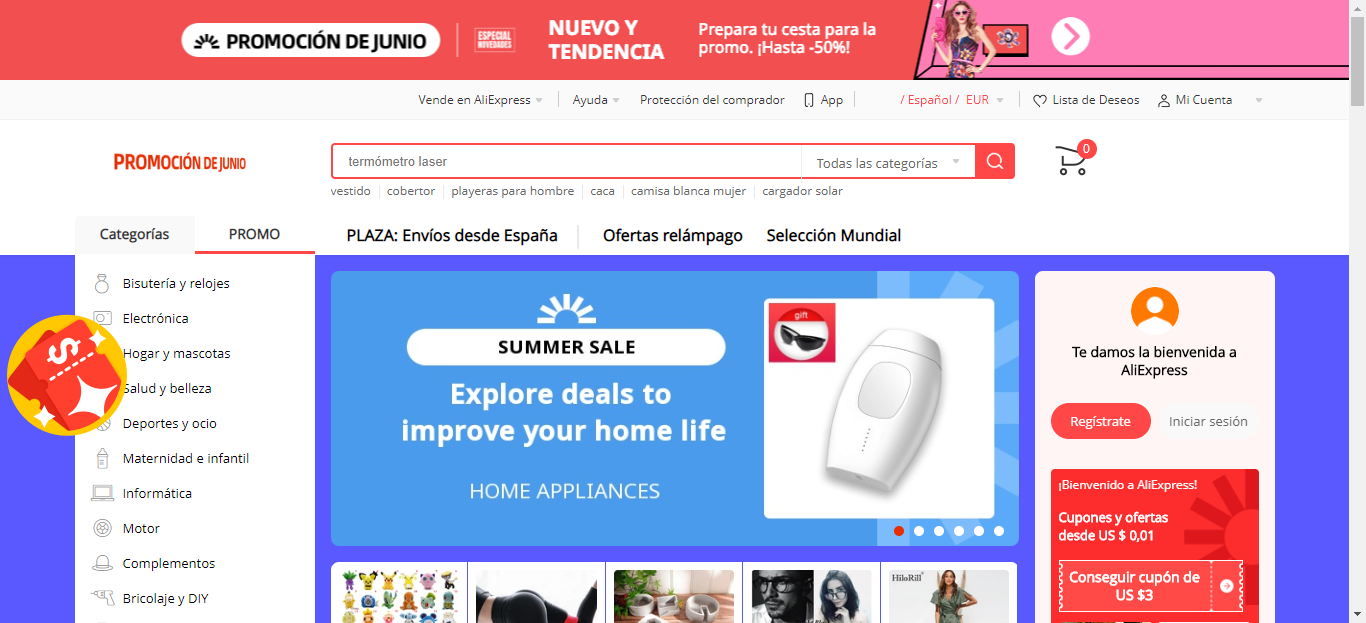 PROMOCIÓN DE JUNIO
ESPECIAL
NOVEDADES
NUEVO Y
TENDENCIA
Prepara tu cesta para la
promo. ¡Hasta -50%!
Vende en AliExpress
Ayuda
Protección del comprador
App
/ Español / EUR
Lista de Deseos
Mi Cuenta
PROMOCIÓN DE JUNIO
termómetro laser
Todas las categorías
0
vestido
cobertor
playeras para hombre
caca
camisa blanca mujer
cargador solar
Categorías
PROMO
PLAZA: Envíos desde España
Ofertas relámpago
Selección Mundial
Bisutería y relojes
Electrónica
Hogar y mascotas
Salud y belleza
Deportes y ocio
Maternidad e infantil
Informática
Motor
Complementos
Bricolaje y DIY
$
SUMMER SALE
Explore deals to
improve your home life
HOME APPLIANCES
gift
Te damos la bienvenida a
AliExpress
Regístrate
Iniciar sesión
¡Bienvenido a AliExpress!
Cupones y ofertas
desde US $ 0,01
Conseguir cupón de
US $3
HiloRill